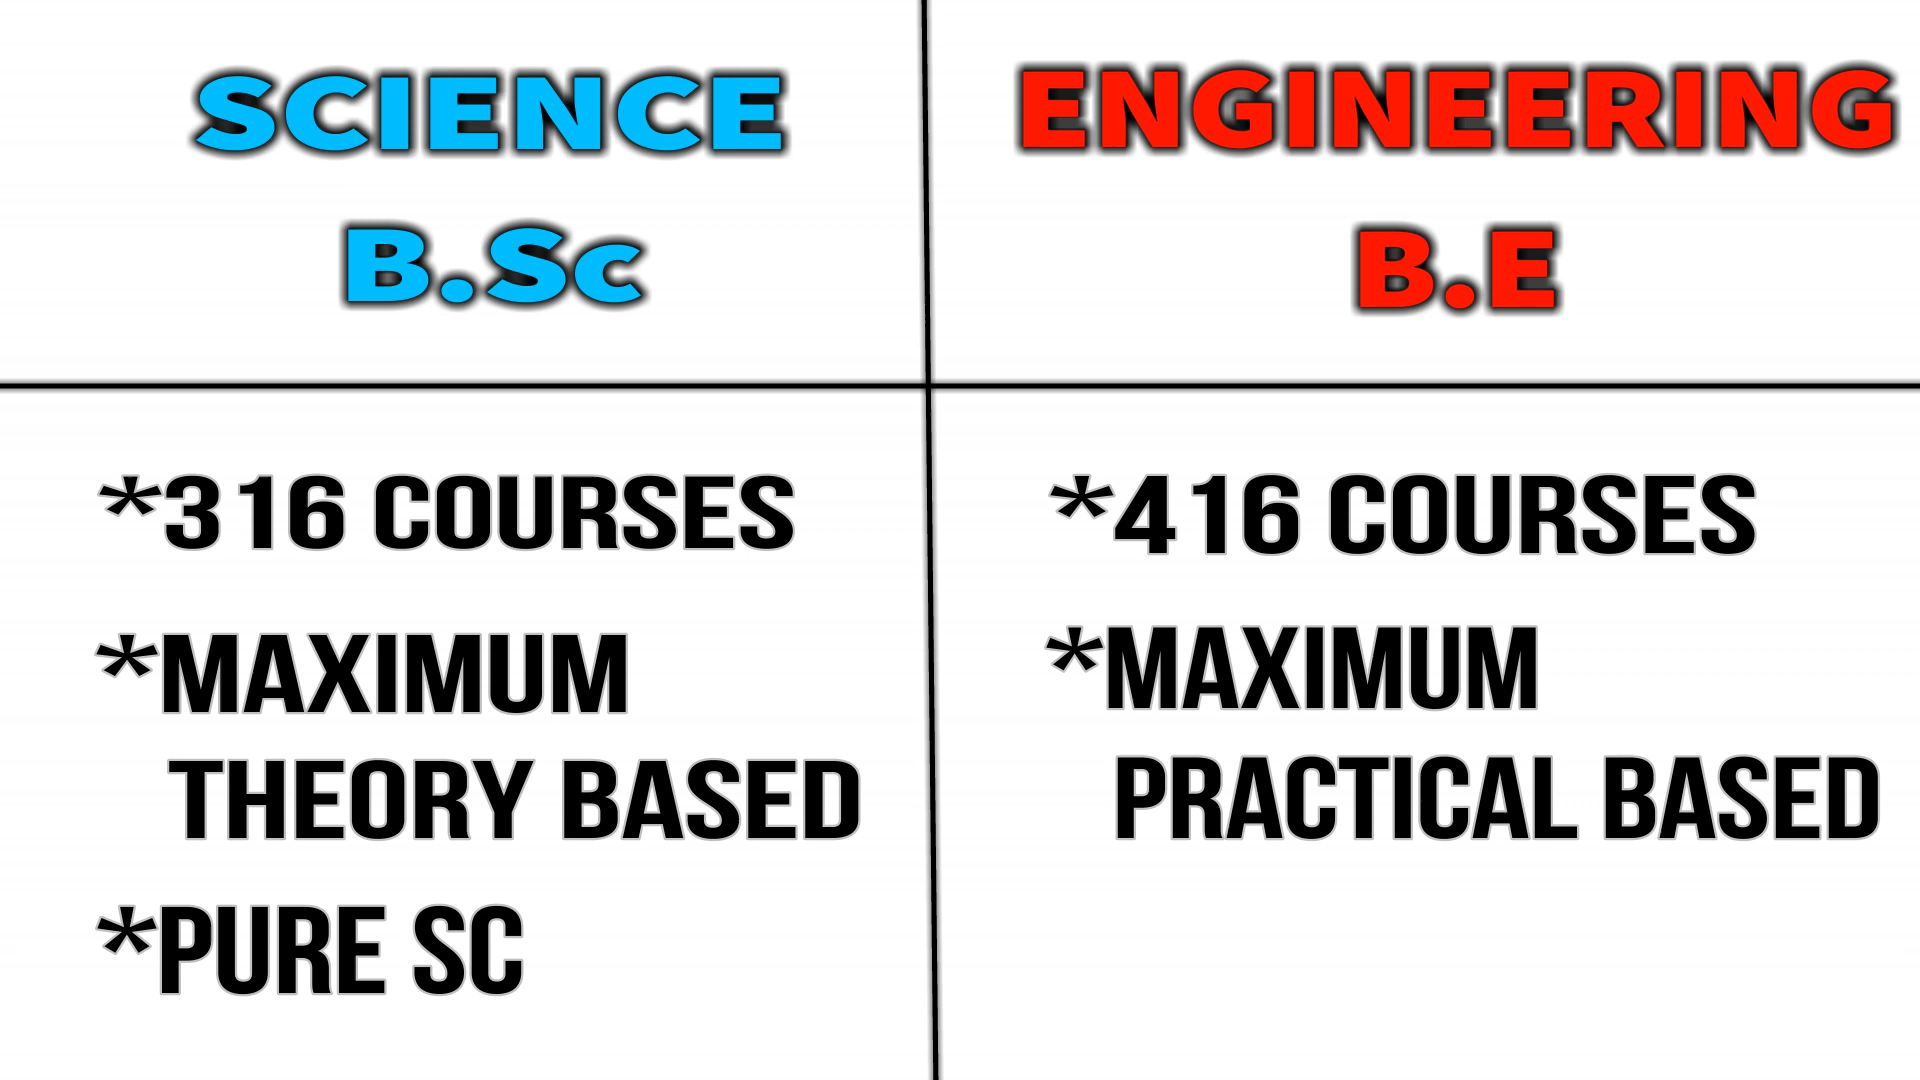 SCIENCE
B.Sc
*316 COURSES
*MAXIMUM
THEORY BASED
*PURE SC
ENGINEERING
B.E
*416 COURSES
*MAXIMUM
PRACTICAL BASED